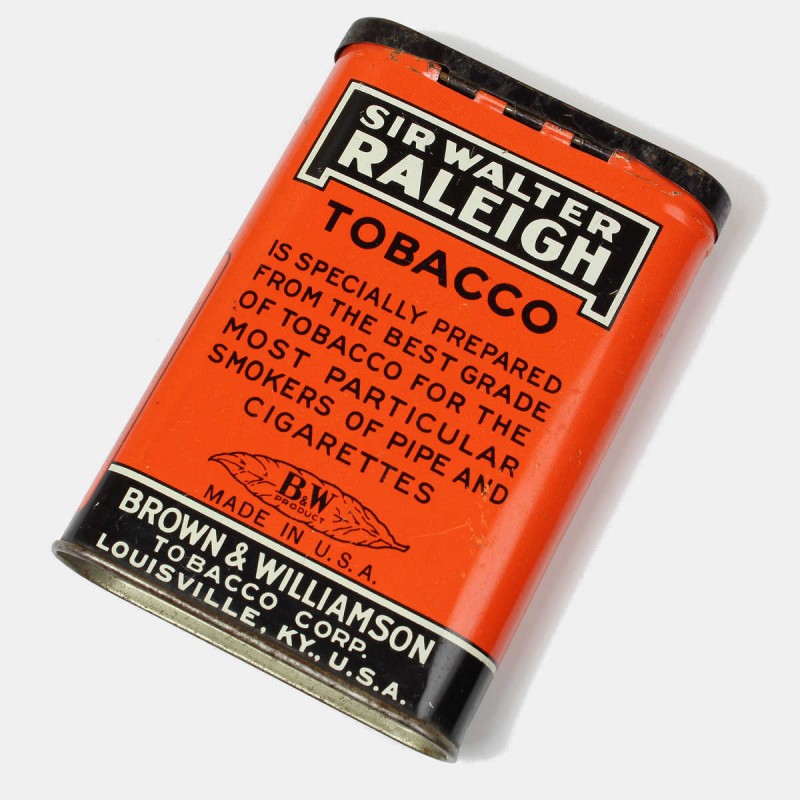 SIR WALTER
RALEIGH
TOBACCO
IS SPECIALLY PREPARED
FROM THE BEST GRADE
OF TOBACCO FOR THE
MOST PARTICULAR
SMOKERS OF PIPE AND
CIGARETTES
B&W
PRODUCT
MADE IN U.S.A.
BROWN & WILLIAMSON
TOBACCO CORP.
LOUISVILLE, KY., U.S.A.